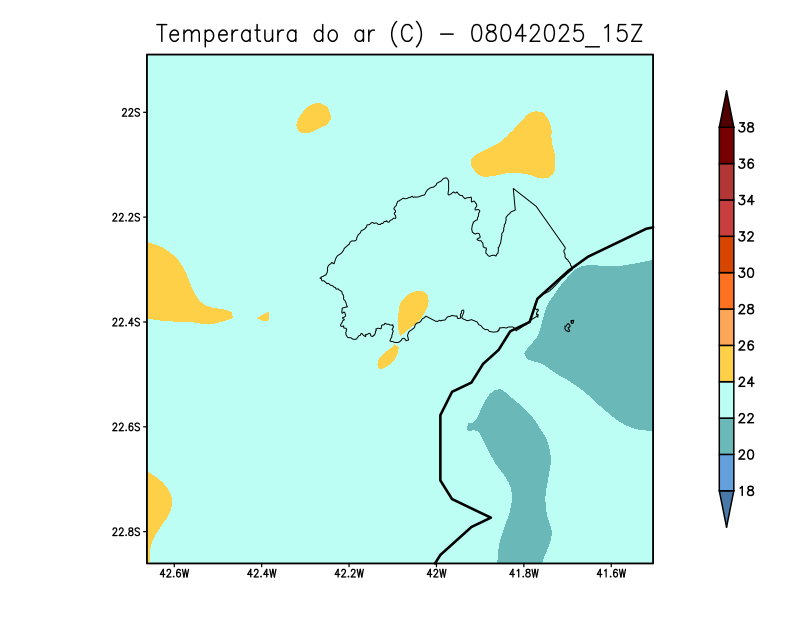 Temperatura do ar (C) - 08042025_15Z
22S
22.2S
22.4S
22.6S
22.8S
42.6W
42.4W
42.2W
42W
41.8W
41.6W
38
36
34
32
30
28
26
24
22
20
18